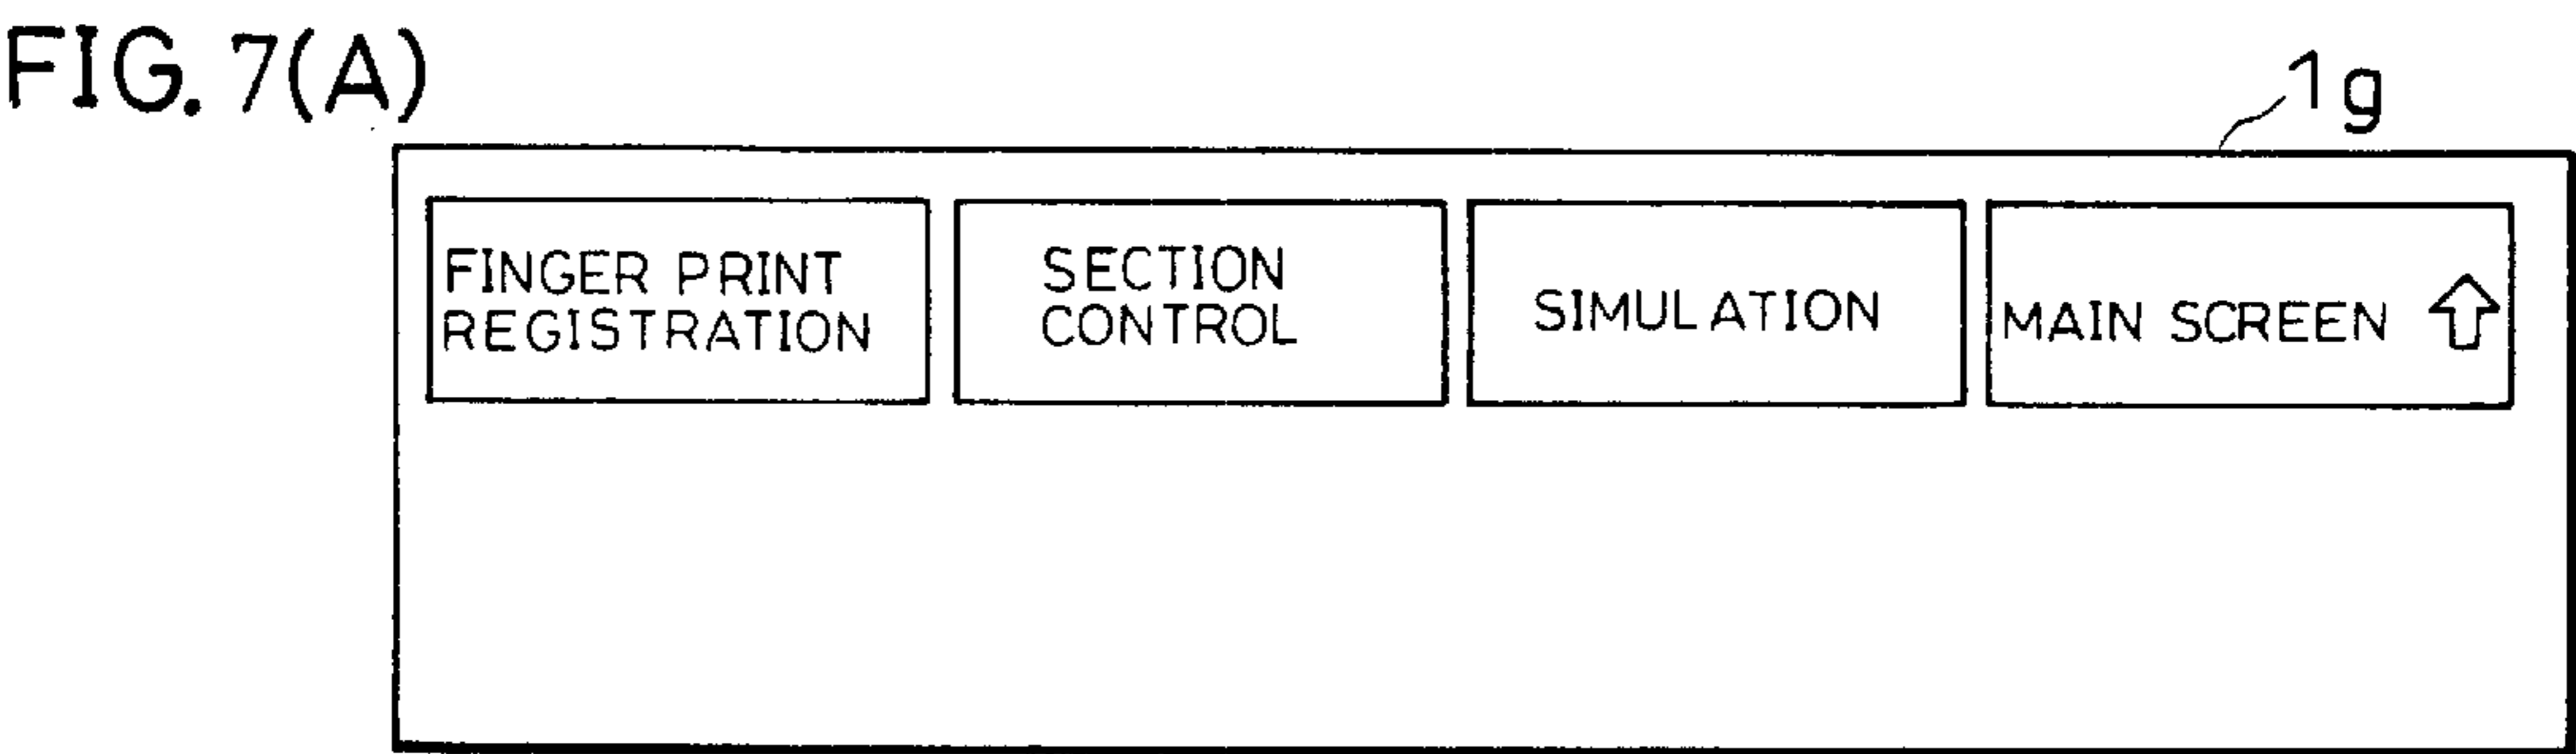 FIG. 7(A)
1g
FINGER PRINT
REGISTRATION
SECTION
CONTROL
SIMULATION
MAIN SCREEN